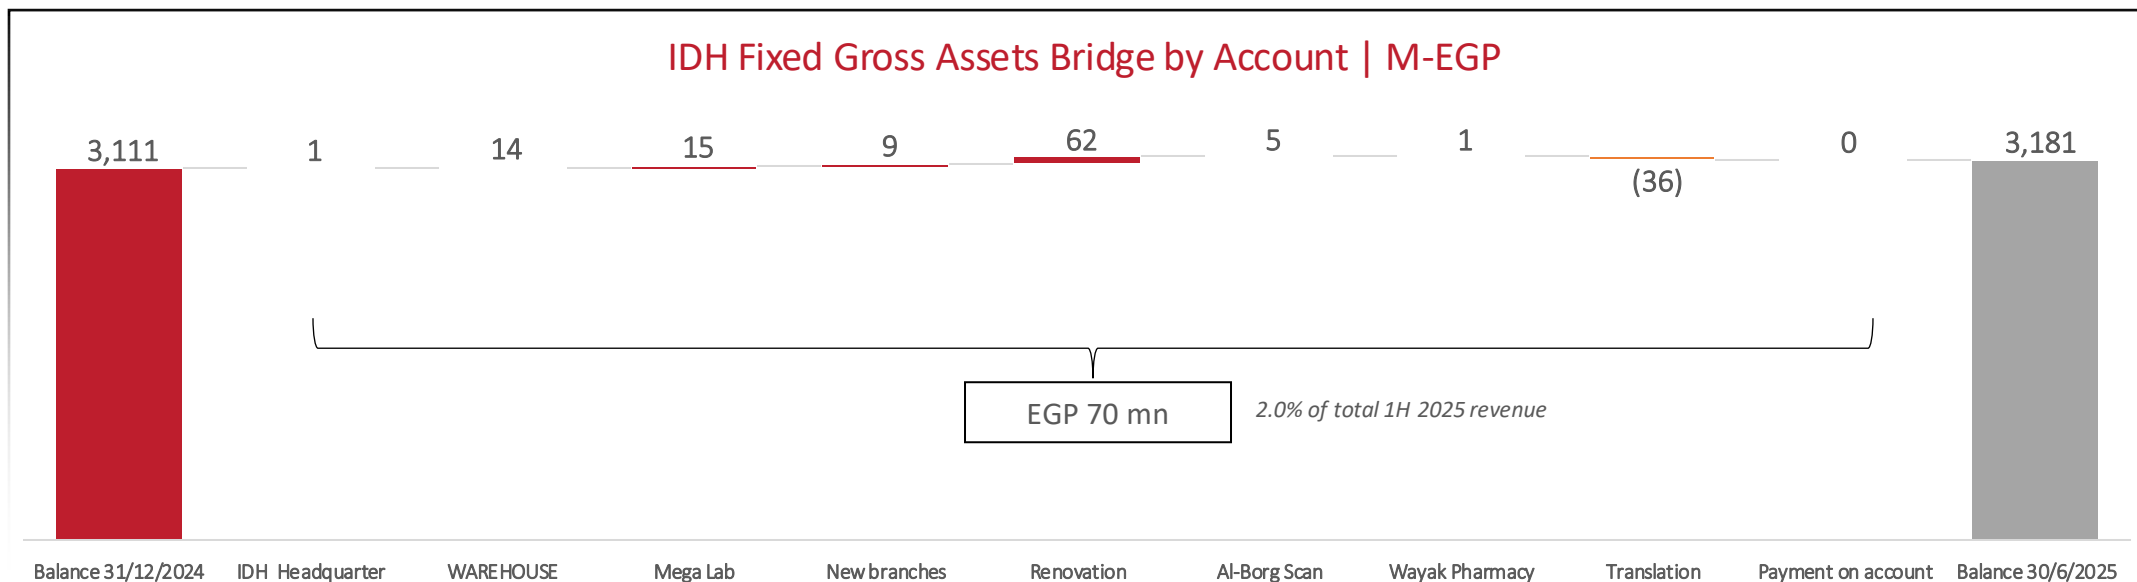 IDH Fixed Gross Assets Bridge by Account | M-EGP
3,111
1
14
15
9
62
5
1
(36)
0
3,181
EGP 70 mn
2.0% of total 1H 2025 revenue
Balance 31/12/2024
IDH Headquarter
WAREHOUSE
Mega Lab
New branches
Renovation
Al-Borg Scan
Wayak Pharmacy
Translation
Payment on account
Balance 30/6/2025